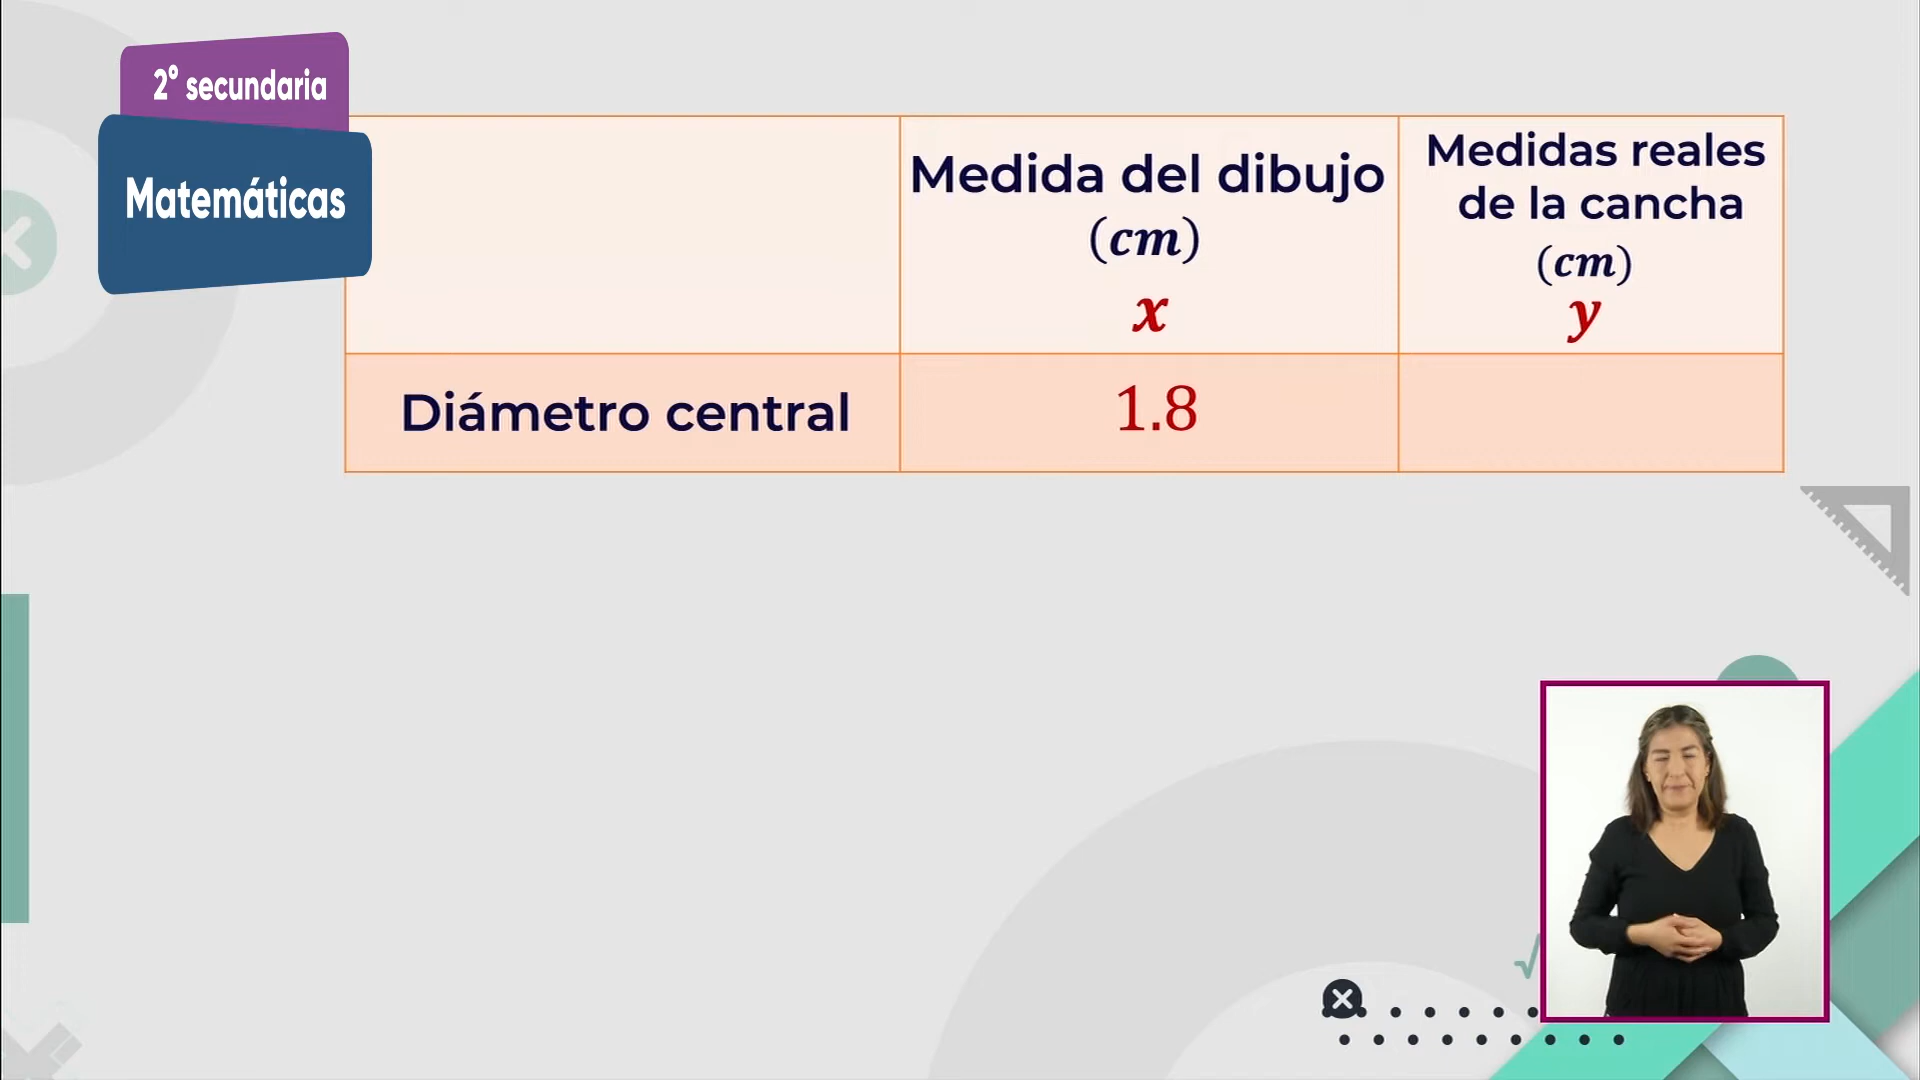 2° secundaria
Matemáticas
Medida del dibujo
(cm)
x
Medidas reales
de la cancha
(cm)
y
Diámetro central
1.8